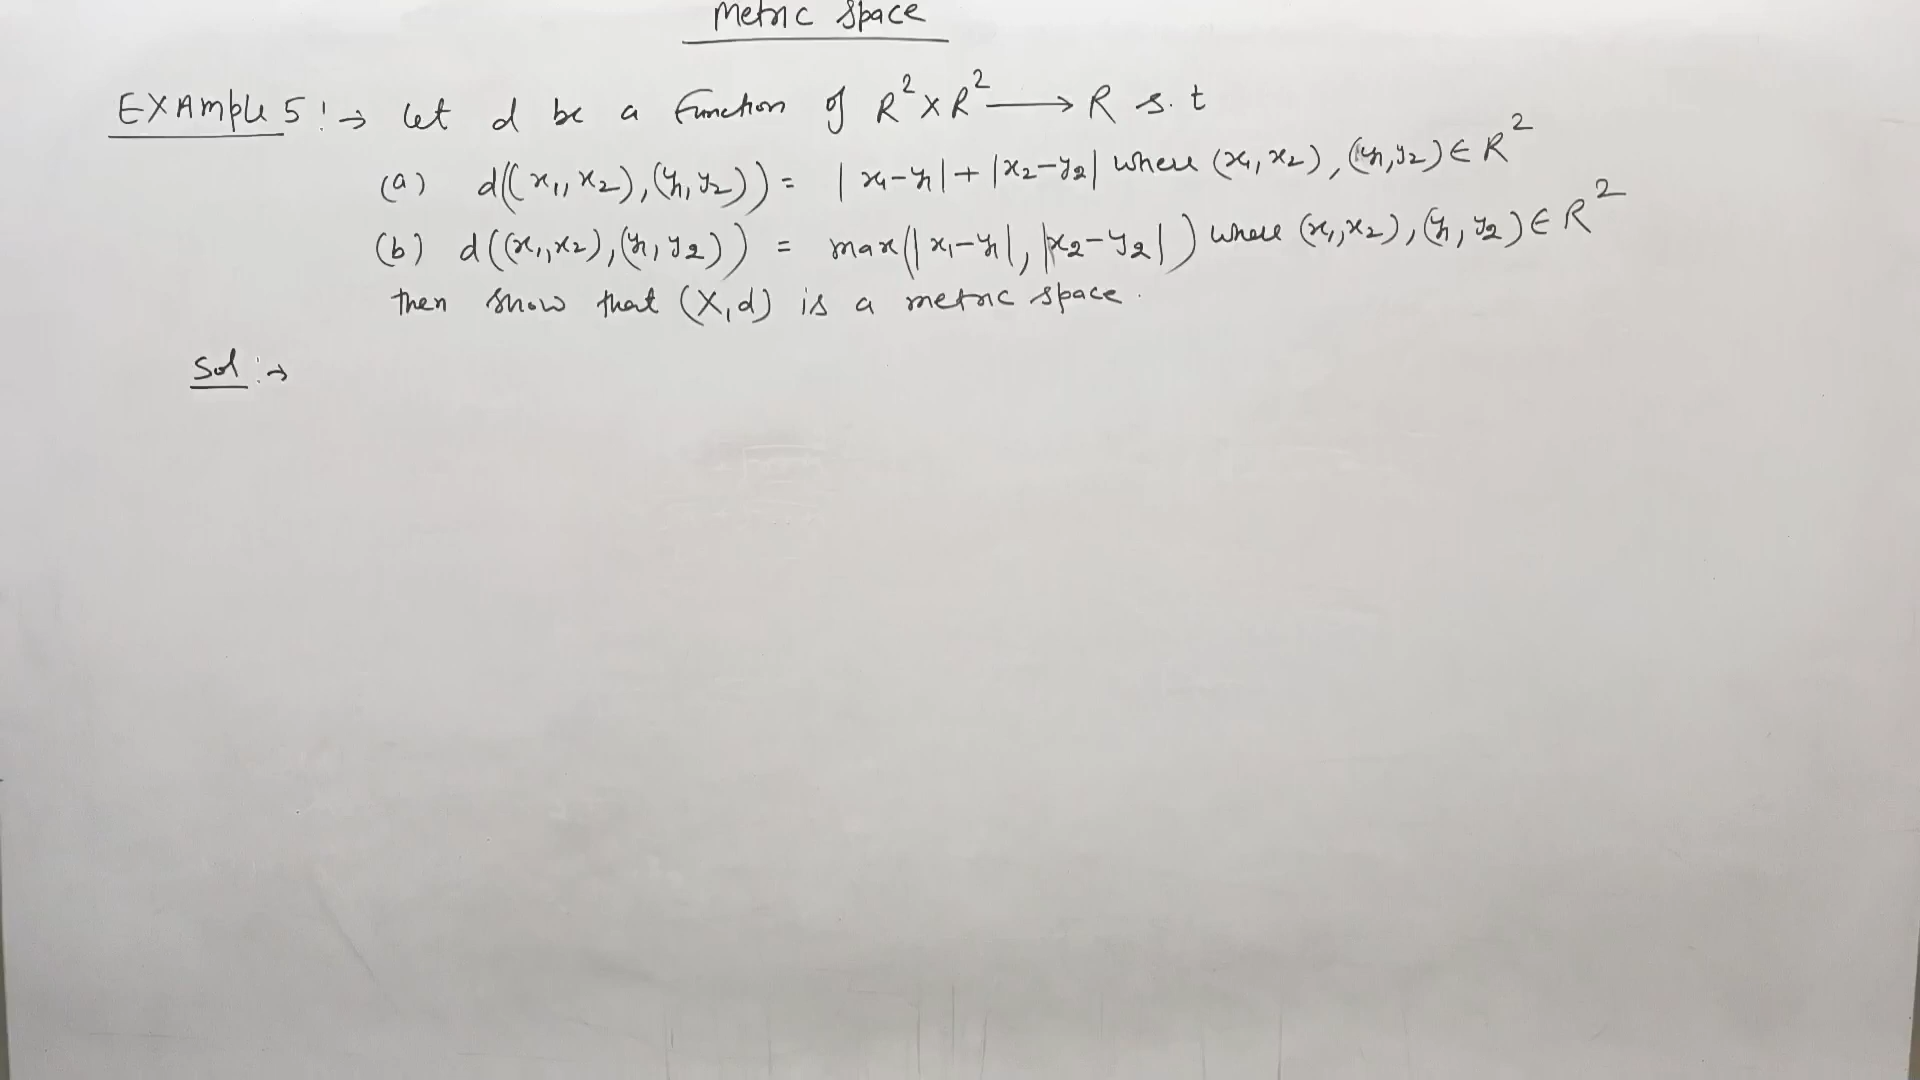 Metric Space
EXAMPLE 5 :→ Let d be a function of R²×R² ⟶ R s.t
(a) d((x₁,x₂),(y₁,y₂)) = |x₁-y₁|+|x₂-y₂| where (x₁,x₂),(y₁,y₂)∈R²
(b) d((x₁,x₂),(y₁,y₂)) = max(|x₁-y₁|,|x₂-y₂|) where (x₁,x₂),(y₁,y₂)∈R²
then show that (X,d) is a metric space.
Sol :→